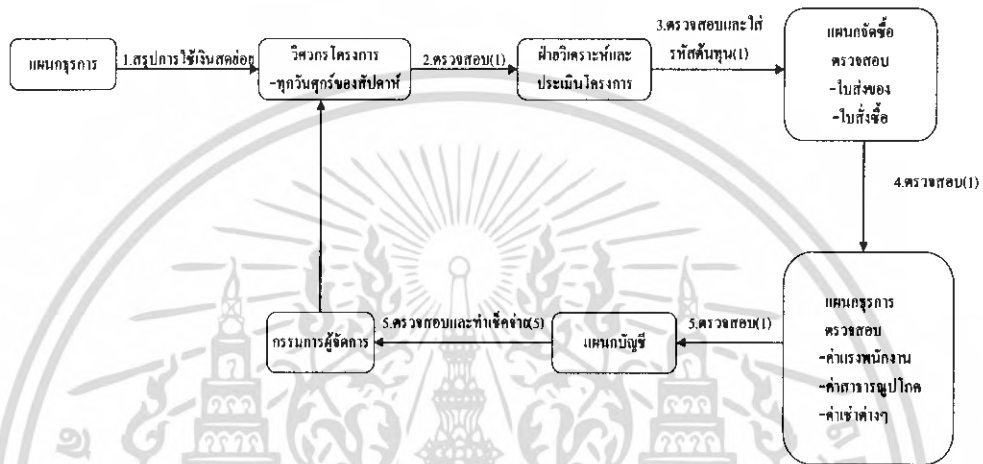 แผนกธุรการ
1.สรุปการใช้เงินสดย่อย
วิศวกรโครงการ
-ทุกวันศุกร์ของสัปดาห์
2.ตรวจสอบ(1)
ฝ่ายวิเคราะห์และ
ประเมินโครงการ
3.ตรวจสอบและใส่
รหัสต้นทุน(1)
แผนกจัดซื้อ
ตรวจสอบ
-ใบส่งของ
-ใบสั่งซื้อ
4.ตรวจสอบ(1)
แผนกธุรการ
ตรวจสอบ
-ค่าแรงพนักงาน
-ค่าสาธารณูปโภค
-ค่าเช่าต่างๆ
5.ตรวจสอบ(1)
แผนกบัญชี
5.ตรวจสอบและทำเช็คจ่าย(5)
กรรมการผู้จัดการ